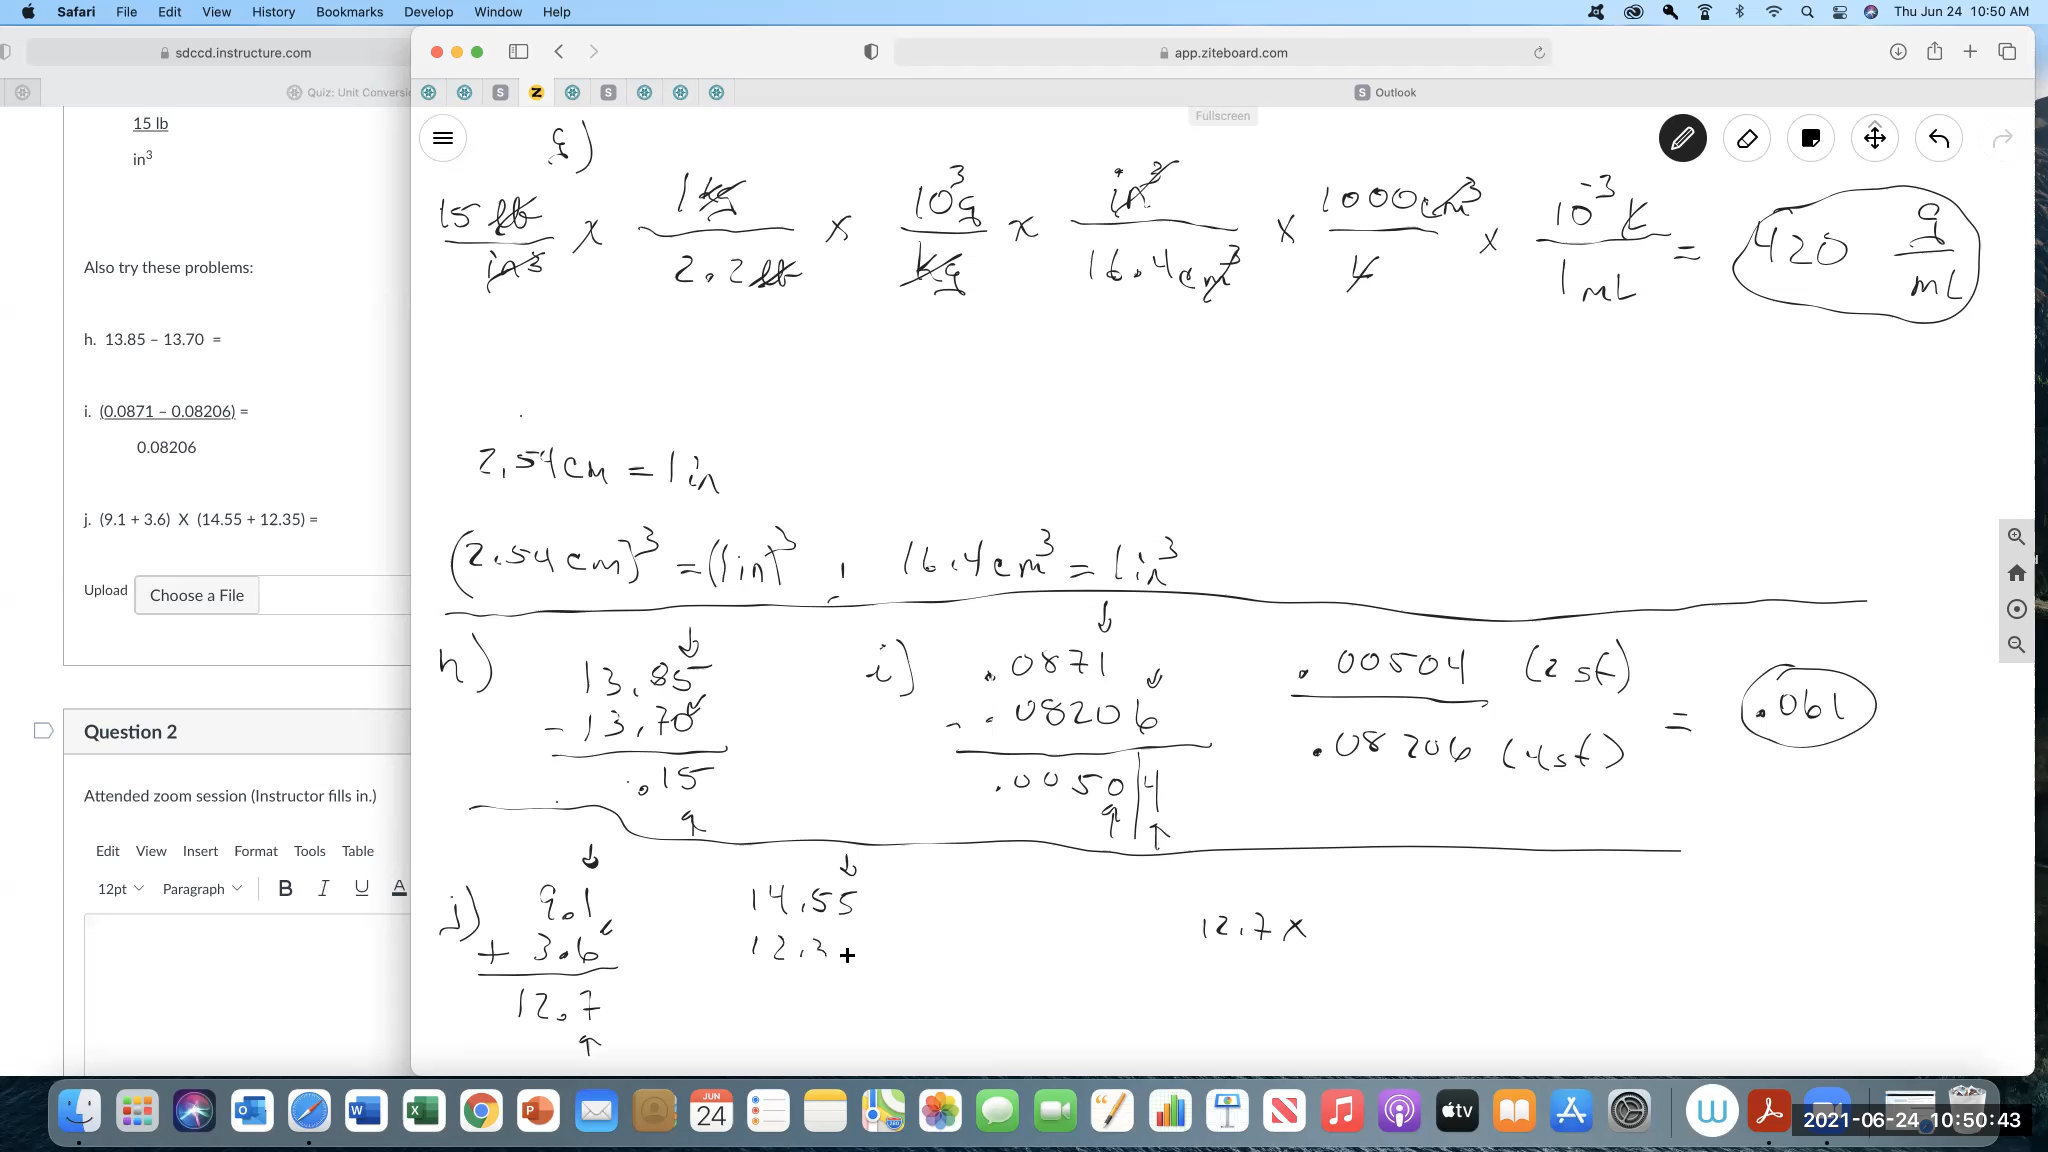 Safari File Edit View History Bookmarks Develop Window Help
Thu Jun 24 10:50 AM
sdccd.instructure.com
app.ziteboard.com
Quiz: Unit Conversi
S
Z
S
S Outlook
Fullscreen
15 lb
in³
Also try these problems:
h. 13.85 – 13.70 =
i. (0.0871 – 0.08206) =
0.08206
j. (9.1 + 3.6) X (14.55 + 12.35) =
Upload Choose a File
Question 2
Attended zoom session (Instructor fills in.)
Edit View Insert Format Tools Table
12pt Paragraph B I U A
g)
15 lb / in³ x 1 kg / 2.2 lb x 10³ g / kg x in³ / 16.4 cm³ x 1000 cm³ / L x 10⁻³ L / 1 mL = 420 g / mL
2.54 cm = 1 in
(2.54 cm)³ = (1 in)³ ; 16.4 cm³ = 1 in³
h)
13.85
- 13.70
.15
i)
.0871
- .08206
.00504
.00504 (2 sf)
.08206 (4 sf)
= .061
j)
9.1
+ 3.6
12.7
14.55
12.3
12.7 x
JUN
24
tv
2021-06-24 10:50:43